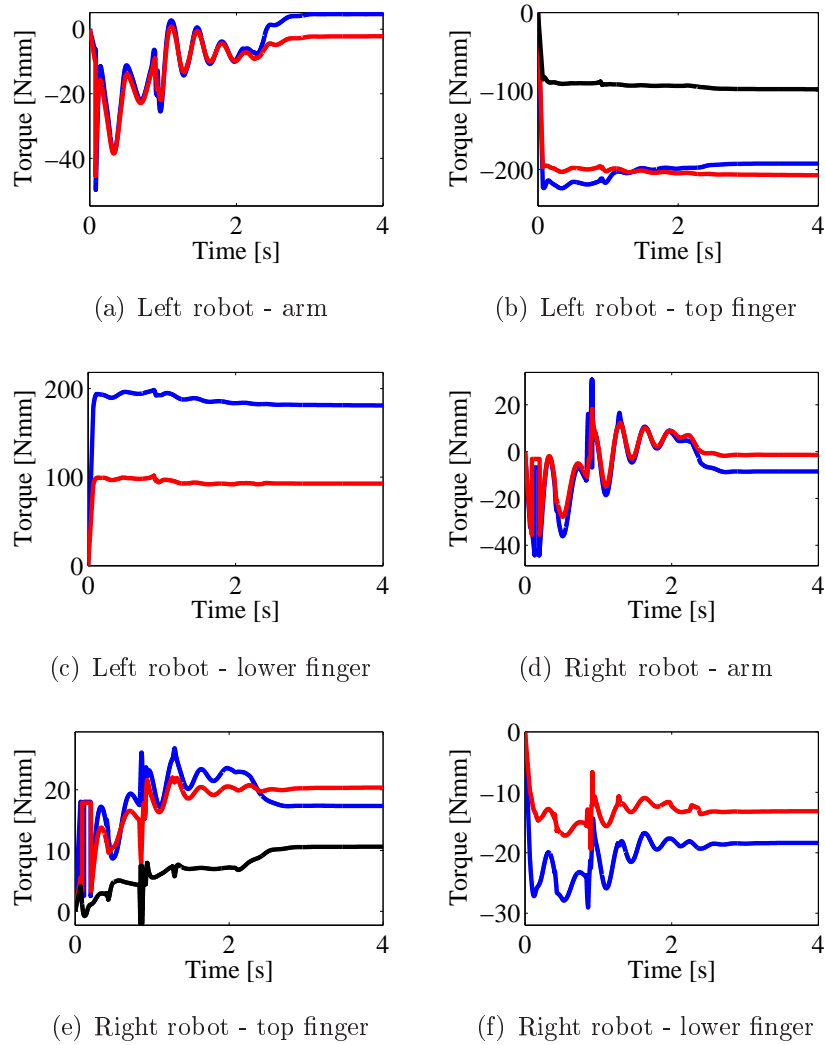 0
−20
−40
Torque [Nmm]
0 2 4
Time [s]
(a) Left robot - arm
0
−100
−200
Torque [Nmm]
0 2 4
Time [s]
(b) Left robot - top finger
200
100
0
Torque [Nmm]
0 2 4
Time [s]
(c) Left robot - lower finger
20
0
−20
−40
Torque [Nmm]
0 2 4
Time [s]
(d) Right robot - arm
20
10
0
Torque [Nmm]
0 2 4
Time [s]
(e) Right robot - top finger
0
−10
−20
−30
Torque [Nmm]
0 2 4
Time [s]
(f) Right robot - lower finger